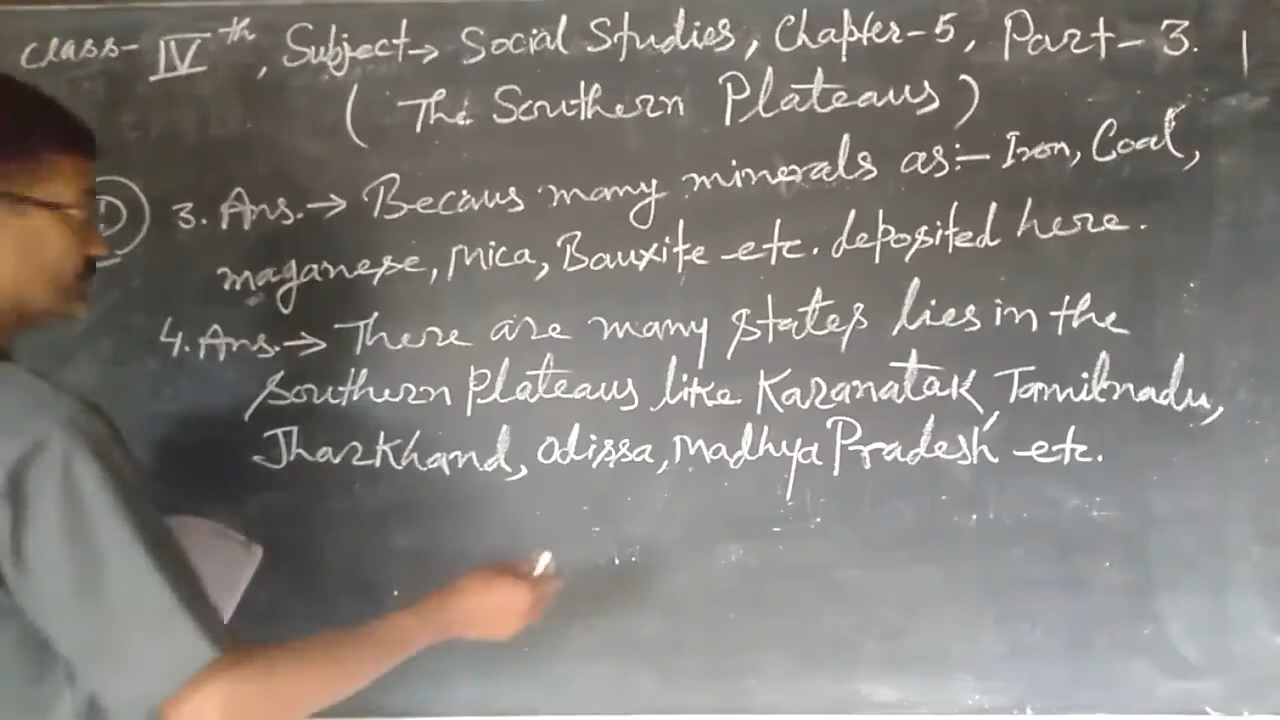 Class- IVth, Subject→ Social Studies, Chapter-5, Part-3. |
( The Southern Plateaus )
D) 3. Ans.→ Becaus many minerals as:- Iron, Coal,
maganese, Mica, Bauxite etc. deposited here.
4. Ans.→ There are many states lies in the
southern plateaus like Karanatak, Tamilnadu,
Jharkhand, Odissa, Madhya Pradesh etc.